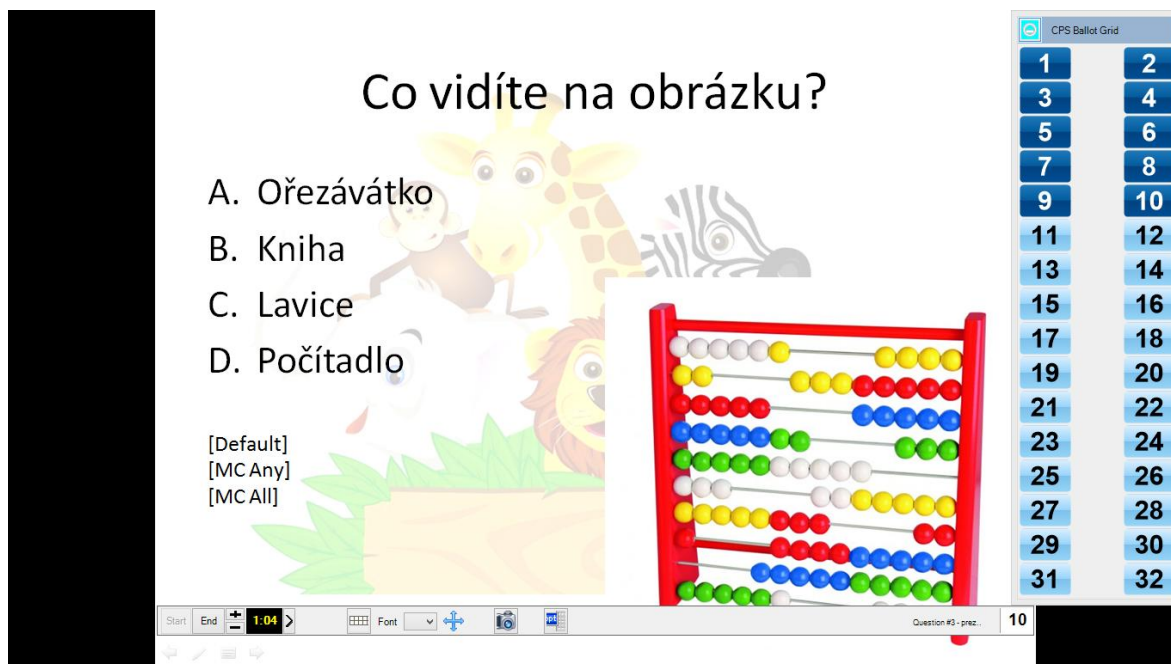 Co vidíte na obrázku?
A. Ořezávátko
B. Kniha
C. Lavice
D. Počítadlo
[Default]
[MC Any]
[MC All]
CPS Ballot Grid
1 2
3 4
5 6
7 8
9 10
11 12
13 14
15 16
17 18
19 20
21 22
23 24
25 26
27 28
29 30
31 32
Start End 1:04 Font ppt Question #3 - prez.. 10